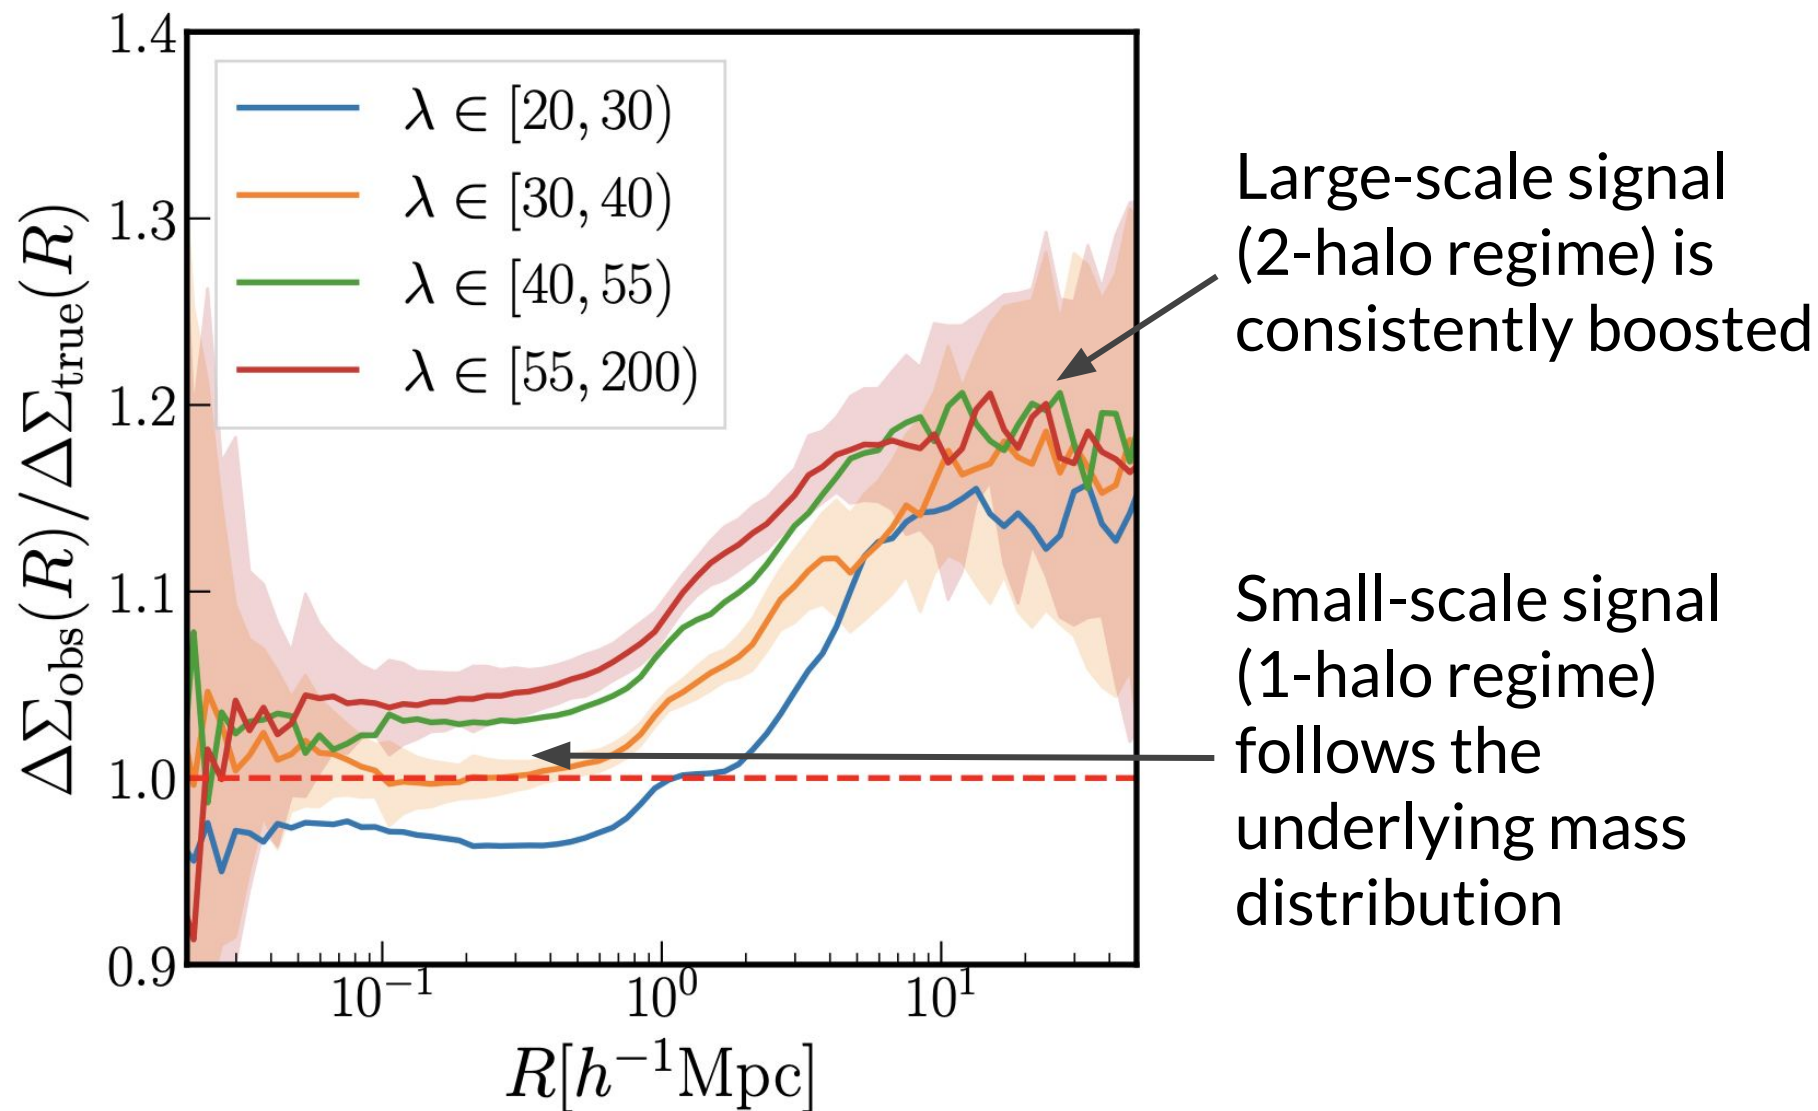 1.4
1.3
1.2
1.1
1.0
0.9
ΔΣobs(R)/ΔΣtrue(R)
λ ∈ [20, 30)
λ ∈ [30, 40)
λ ∈ [40, 55)
λ ∈ [55, 200)
10⁻¹
10⁰
10¹
R[h⁻¹Mpc]
Large-scale signal
(2-halo regime) is
consistently boosted
Small-scale signal
(1-halo regime)
follows the
underlying mass
distribution